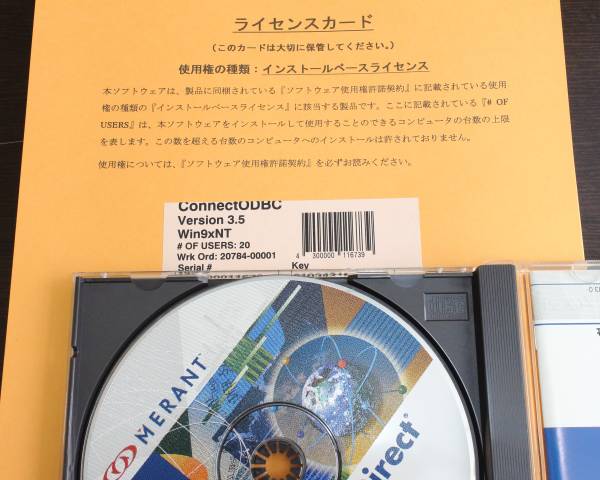 ライセンスカード
(このカードは大切に保管してください。)
使用権の種類：インストールベースライセンス
本ソフトウェアは、製品に同梱されている『ソフトウェア使用権許諾契約』に記載されている使用
権の種類の『インストールベースライセンス』に該当する製品です。ここに記載されている『# OF
USERS』は、本ソフトウェアをインストールして使用することのできるコンピュータの台数の上限
を表します。この数を超える台数のコンピュータへのインストールは許されておりません。
使用権については、『ソフトウェア使用権許諾契約』を必ずお読みください。
ConnectODBC
Version 3.5
Win9xNT
# OF USERS: 20
Wrk Ord: 20784-00001
4 300000 116739
Serial #
Key
MERANT
Direct®